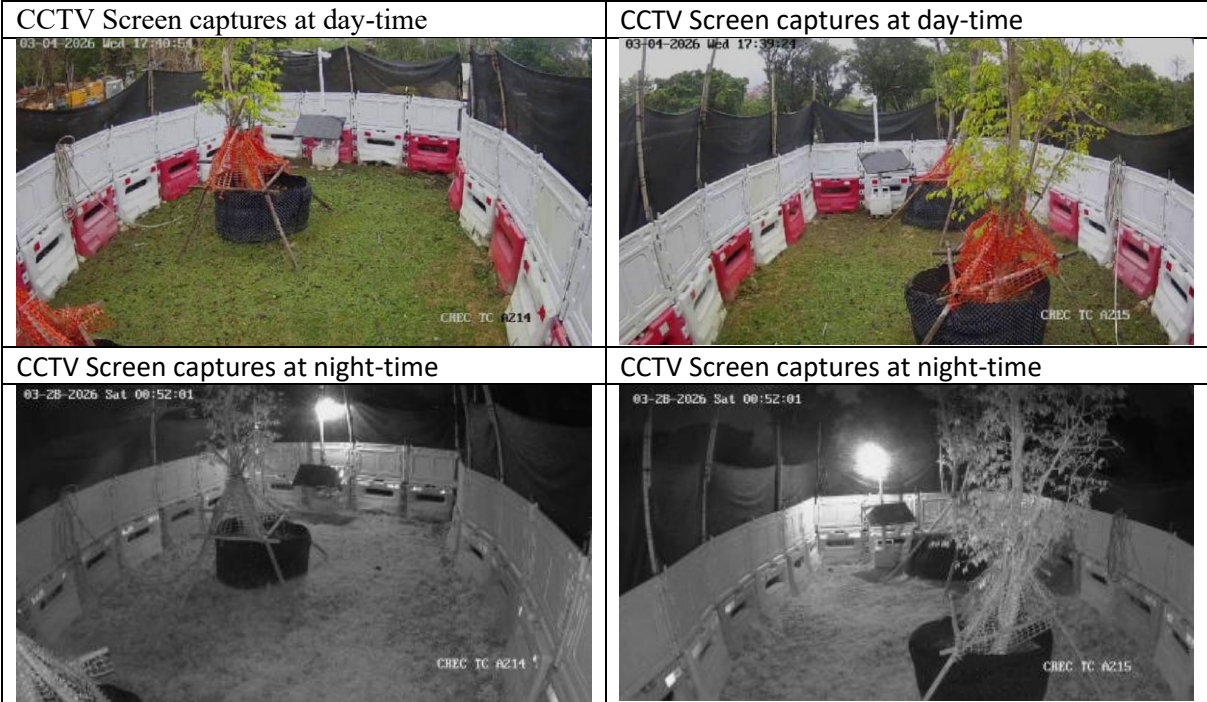 CCTV Screen captures at day-time
CCTV Screen captures at day-time
03-04-2026 Wed 17:40:54
03-04-2026 Wed 17:39:24
CREC TC A214
CREC TC A215
CCTV Screen captures at night-time
CCTV Screen captures at night-time
03-28-2026 Sat 00:52:01
03-28-2026 Sat 00:52:01
CREC TC A214
CREC TC A215